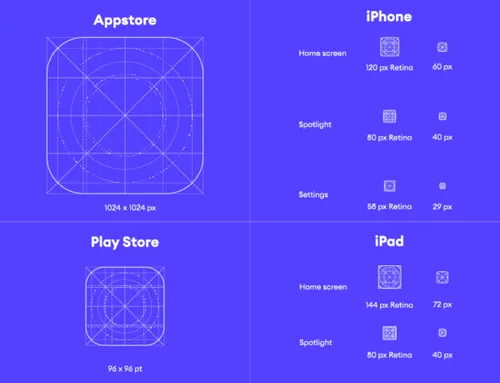 Appstore
1024 x 1024 px
iPhone
Home screen
120 px Retina
60 px
Spotlight
80 px Retina
40 px
Settings
58 px Retina
29 px
Play Store
96 x 96 pt
iPad
Home screen
144 px Retina
72 px
Spotlight
80 px Retina
40 px